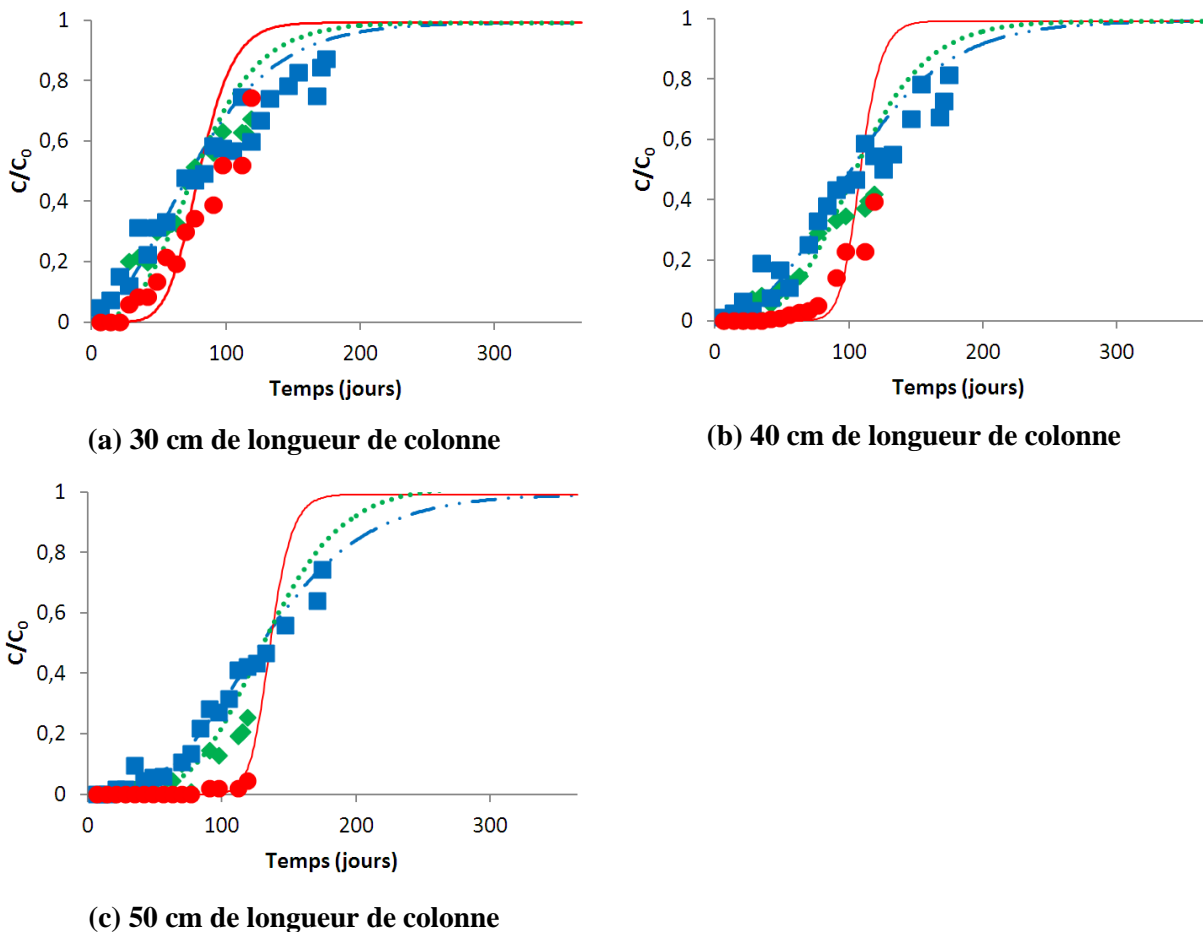 1
0,8
0,6
0,4
0,2
0
C/C₀
0 100 200 300
Temps (jours)
(a) 30 cm de longueur de colonne
1
0,8
0,6
0,4
0,2
0
C/C₀
0 100 200 300
Temps (jours)
(b) 40 cm de longueur de colonne
1
0,8
0,6
0,4
0,2
0
C/C₀
0 100 200 300
Temps (jours)
(c) 50 cm de longueur de colonne